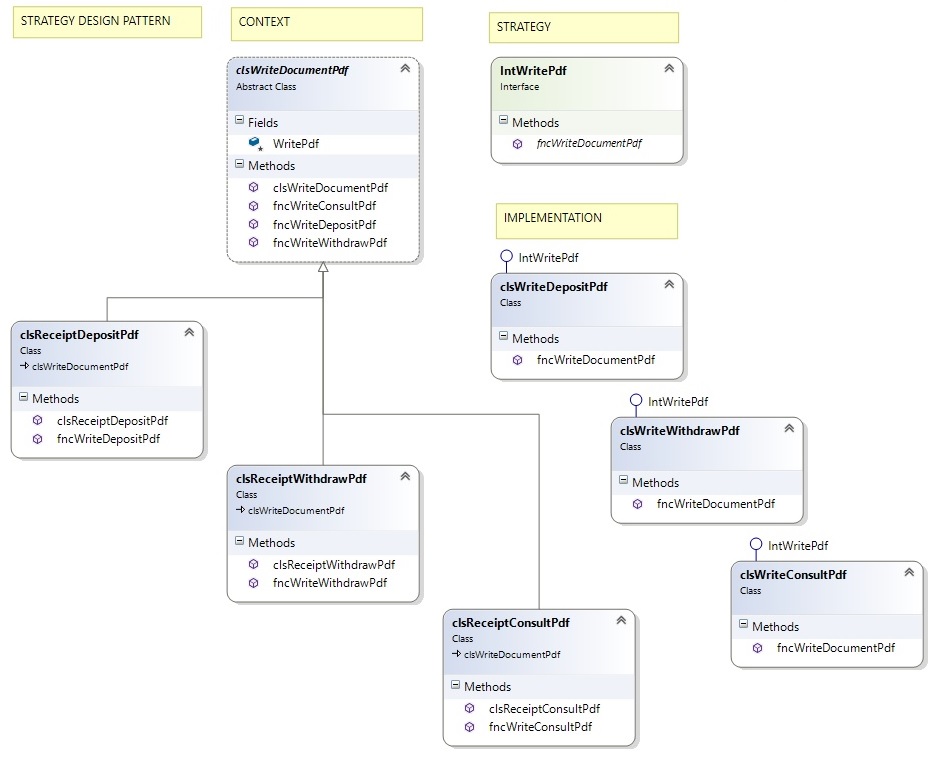 STRATEGY DESIGN PATTERN
CONTEXT
clsWriteDocumentPdf
Abstract Class
Fields
WritePdf
Methods
clsWriteDocumentPdf
fncWriteConsultPdf
fncWriteDepositPdf
fncWriteWithdrawPdf
STRATEGY
IntWritePdf
Interface
Methods
fncWriteDocumentPdf
IMPLEMENTATION
IntWritePdf
clsWriteDepositPdf
Class
Methods
fncWriteDocumentPdf
clsReceiptDepositPdf
Class
clsWriteDocumentPdf
Methods
clsReceiptDepositPdf
fncWriteDepositPdf
IntWritePdf
clsWriteWithdrawPdf
Class
Methods
fncWriteDocumentPdf
clsReceiptWithdrawPdf
Class
clsWriteDocumentPdf
Methods
clsReceiptWithdrawPdf
fncWriteWithdrawPdf
IntWritePdf
clsWriteConsultPdf
Class
Methods
fncWriteDocumentPdf
clsReceiptConsultPdf
Class
clsWriteDocumentPdf
Methods
clsReceiptConsultPdf
fncWriteConsultPdf